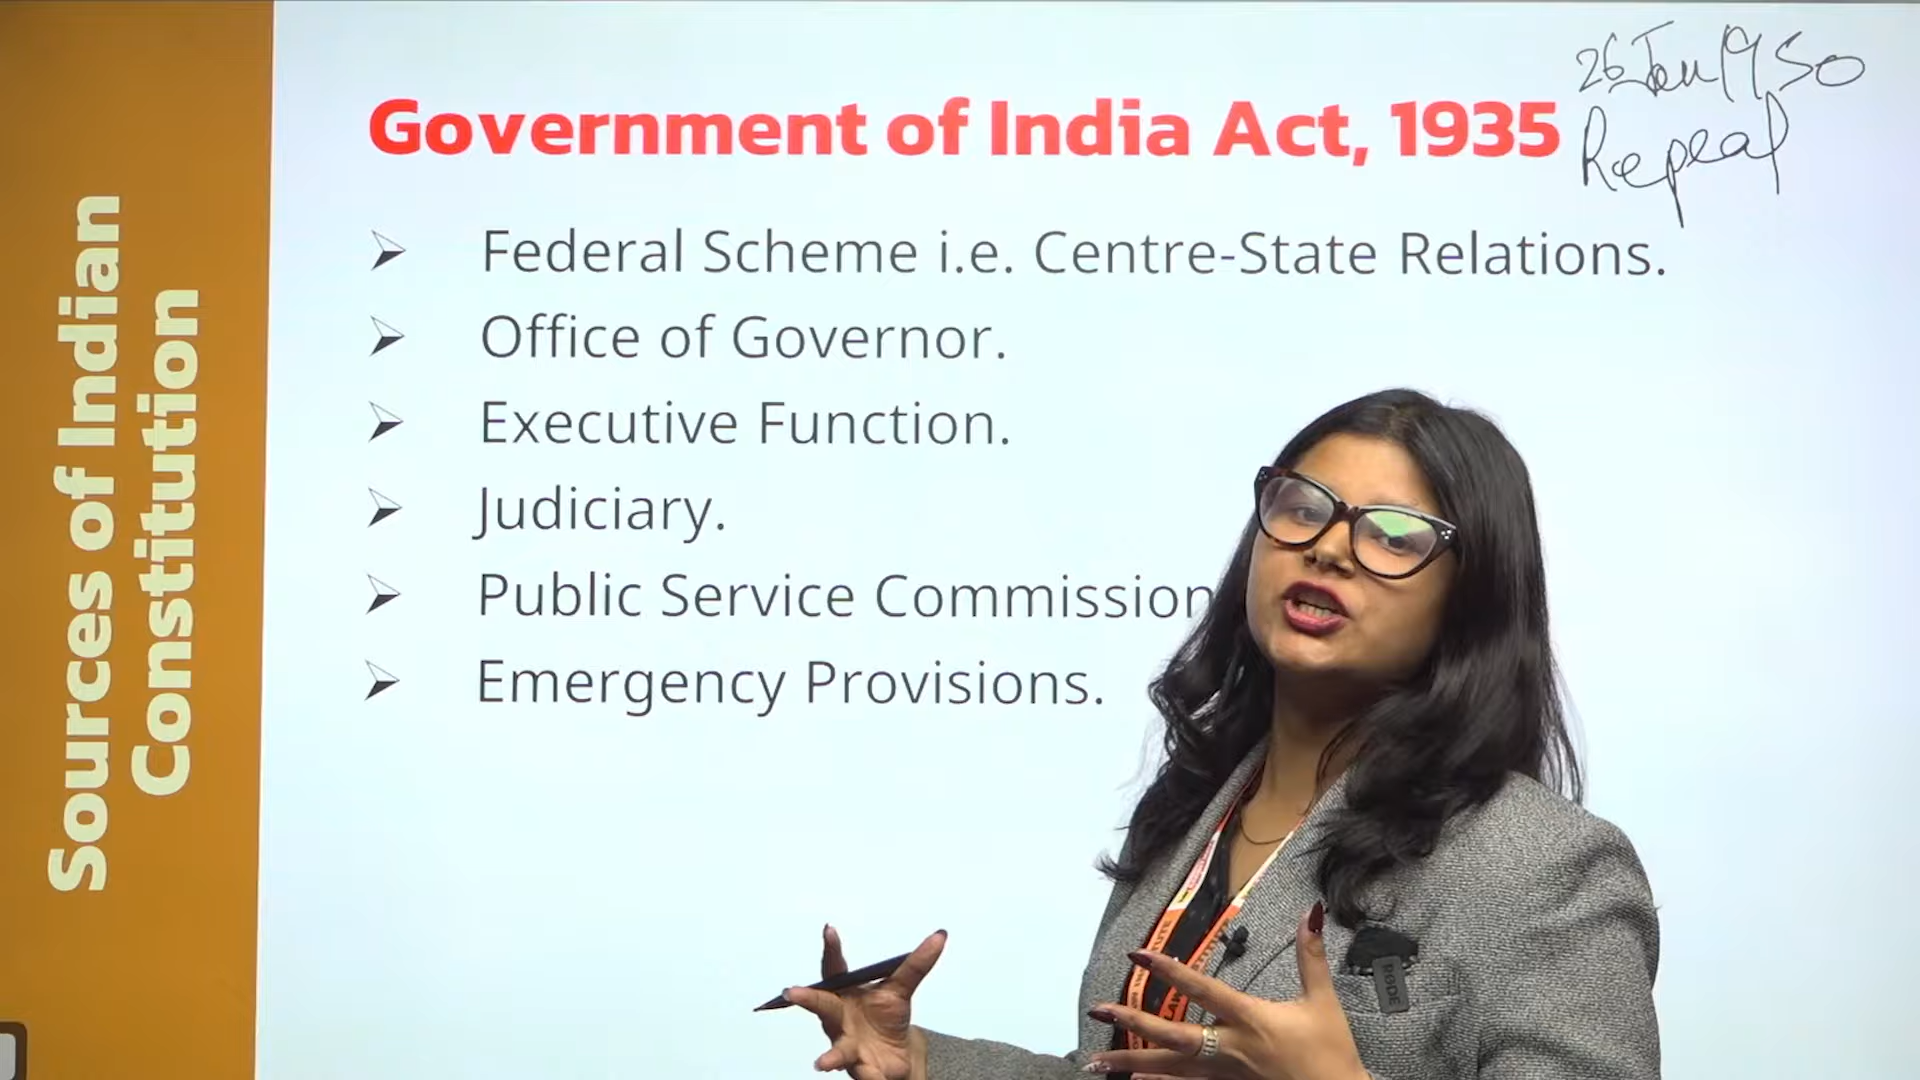 Sources of Indian
Constitution
26 Jan 1950
Government of India Act, 1935
Repeal
Federal Scheme i.e. Centre-State Relations.
Office of Governor.
Executive Function.
Judiciary.
Public Service Commission
Emergency Provisions.
RODE